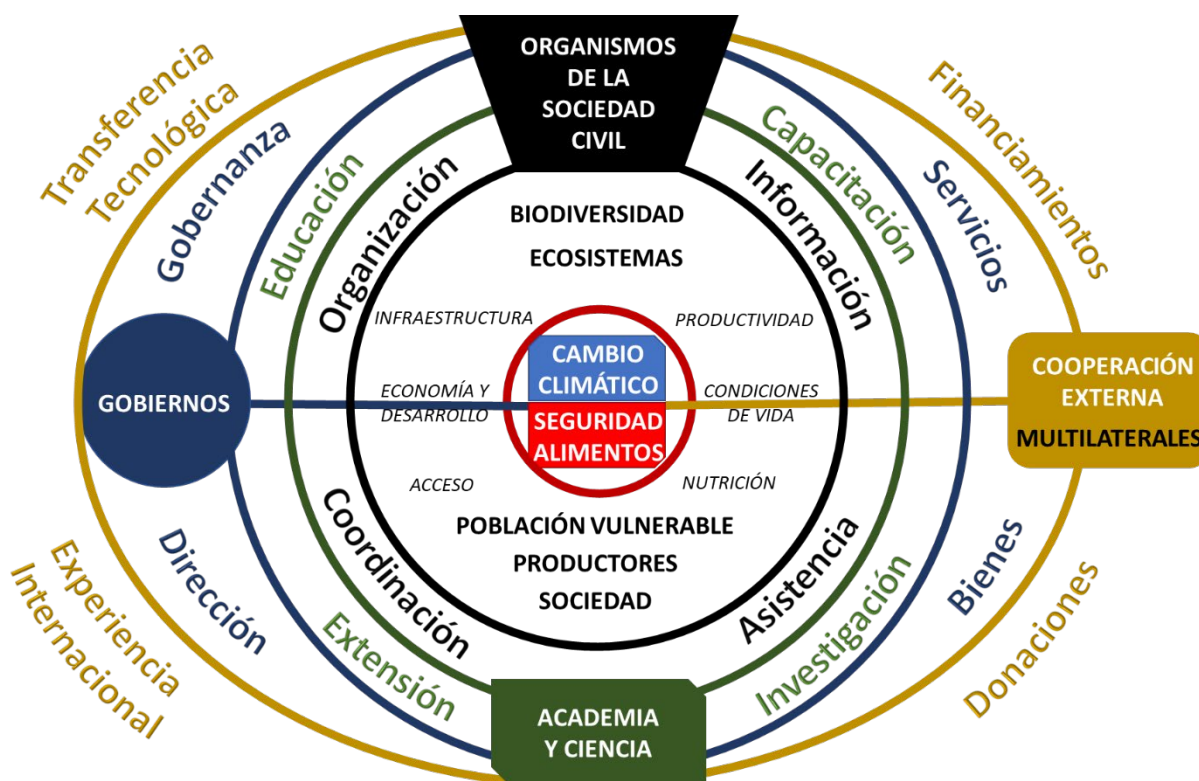 ORGANISMOS
DE LA
SOCIEDAD
CIVIL
Transferencia
Tecnológica
Gobernanza
Educación
Organización
Información
Capacitación
Servicios
Financiamientos
BIODIVERSIDAD
ECOSISTEMAS
INFRAESTRUCTURA
PRODUCTIVIDAD
CAMBIO
CLIMÁTICO
ECONOMÍA Y
DESARROLLO
CONDICIONES
DE VIDA
SEGURIDAD
ALIMENTOS
GOBIERNOS
COOPERACIÓN
EXTERNA
MULTILATERALES
ACCESO
NUTRICIÓN
POBLACIÓN VULNERABLE
PRODUCTORES
SOCIEDAD
Experiencia
Internacional
Dirección
Extensión
Coordinación
Asistencia
Investigación
Bienes
Donaciones
ACADEMIA
Y CIENCIA